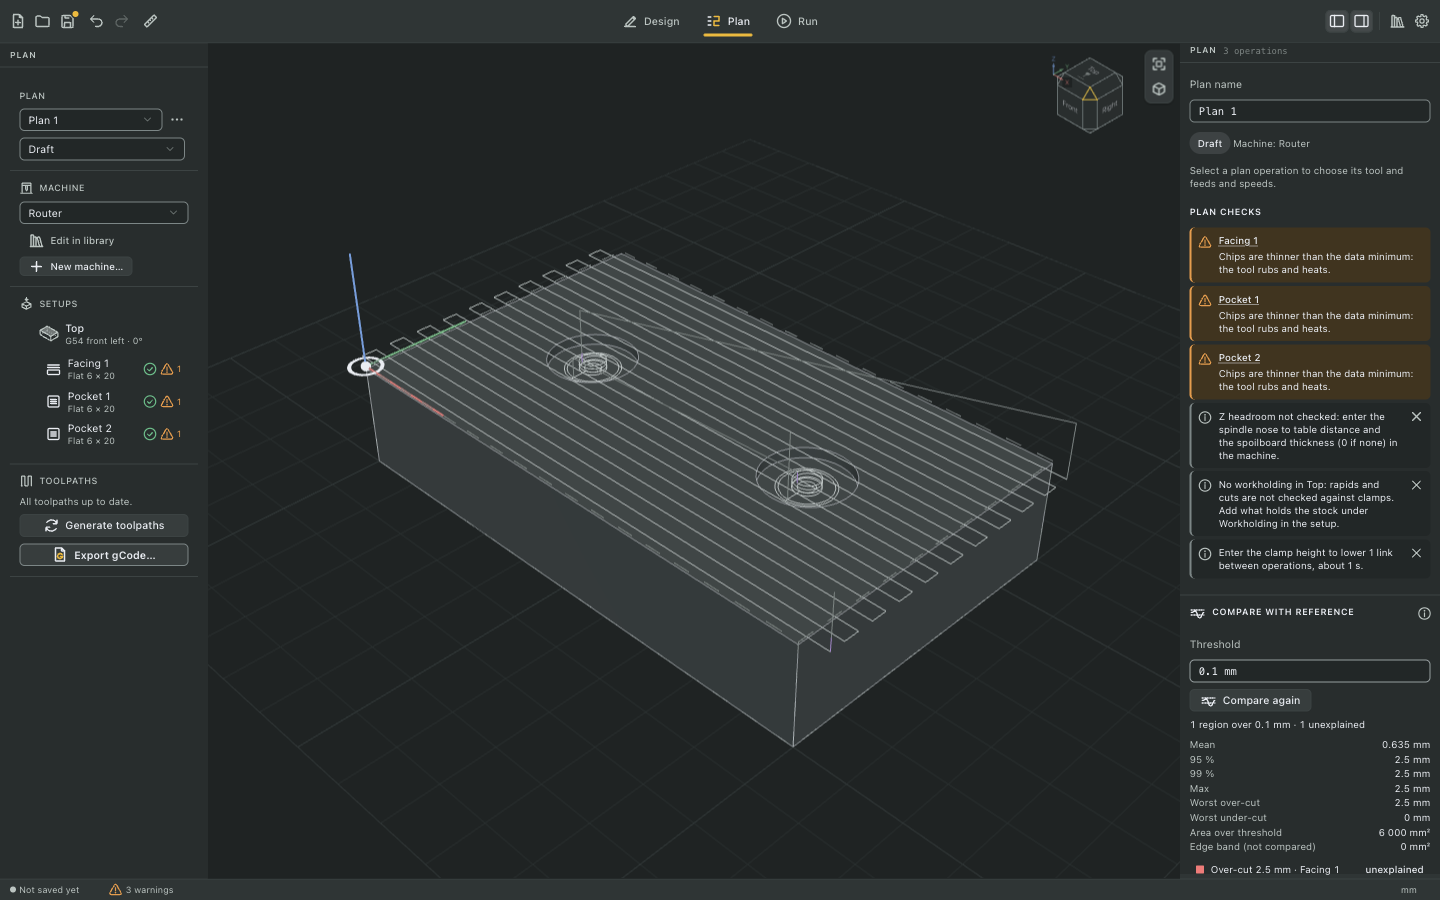 Design
Plan
Run
PLAN
PLAN
Plan 1
Draft
MACHINE
Router
Edit in library
New machine...
SETUPS
Top
G54 front left · 0°
Facing 1
Flat 6 × 20
1
Pocket 1
Flat 6 × 20
1
Pocket 2
Flat 6 × 20
1
TOOLPATHS
All toolpaths up to date.
Generate toolpaths
Export gCode...
Top
Front
Right
PLAN 3 operations
Plan name
Plan 1
Draft Machine: Router
Select a plan operation to choose its tool and
feeds and speeds.
PLAN CHECKS
Facing 1
Chips are thinner than the data minimum:
the tool rubs and heats.
Pocket 1
Chips are thinner than the data minimum:
the tool rubs and heats.
Pocket 2
Chips are thinner than the data minimum:
the tool rubs and heats.
Z headroom not checked: enter the
spindle nose to table distance and
the spoilboard thickness (0 if none) in
the machine.
No workholding in Top: rapids and
cuts are not checked against clamps.
Add what holds the stock under
Workholding in the setup.
Enter the clamp height to lower 1 link
between operations, about 1 s.
COMPARE WITH REFERENCE
Threshold
0.1 mm
Compare again
1 region over 0.1 mm · 1 unexplained
Mean 0.635 mm
95 % 2.5 mm
99 % 2.5 mm
Max 2.5 mm
Worst over-cut 2.5 mm
Worst under-cut 0 mm
Area over threshold 6 000 mm²
Edge band (not compared) 0 mm²
Over-cut 2.5 mm · Facing 1 unexplained
Not saved yet
3 warnings
mm